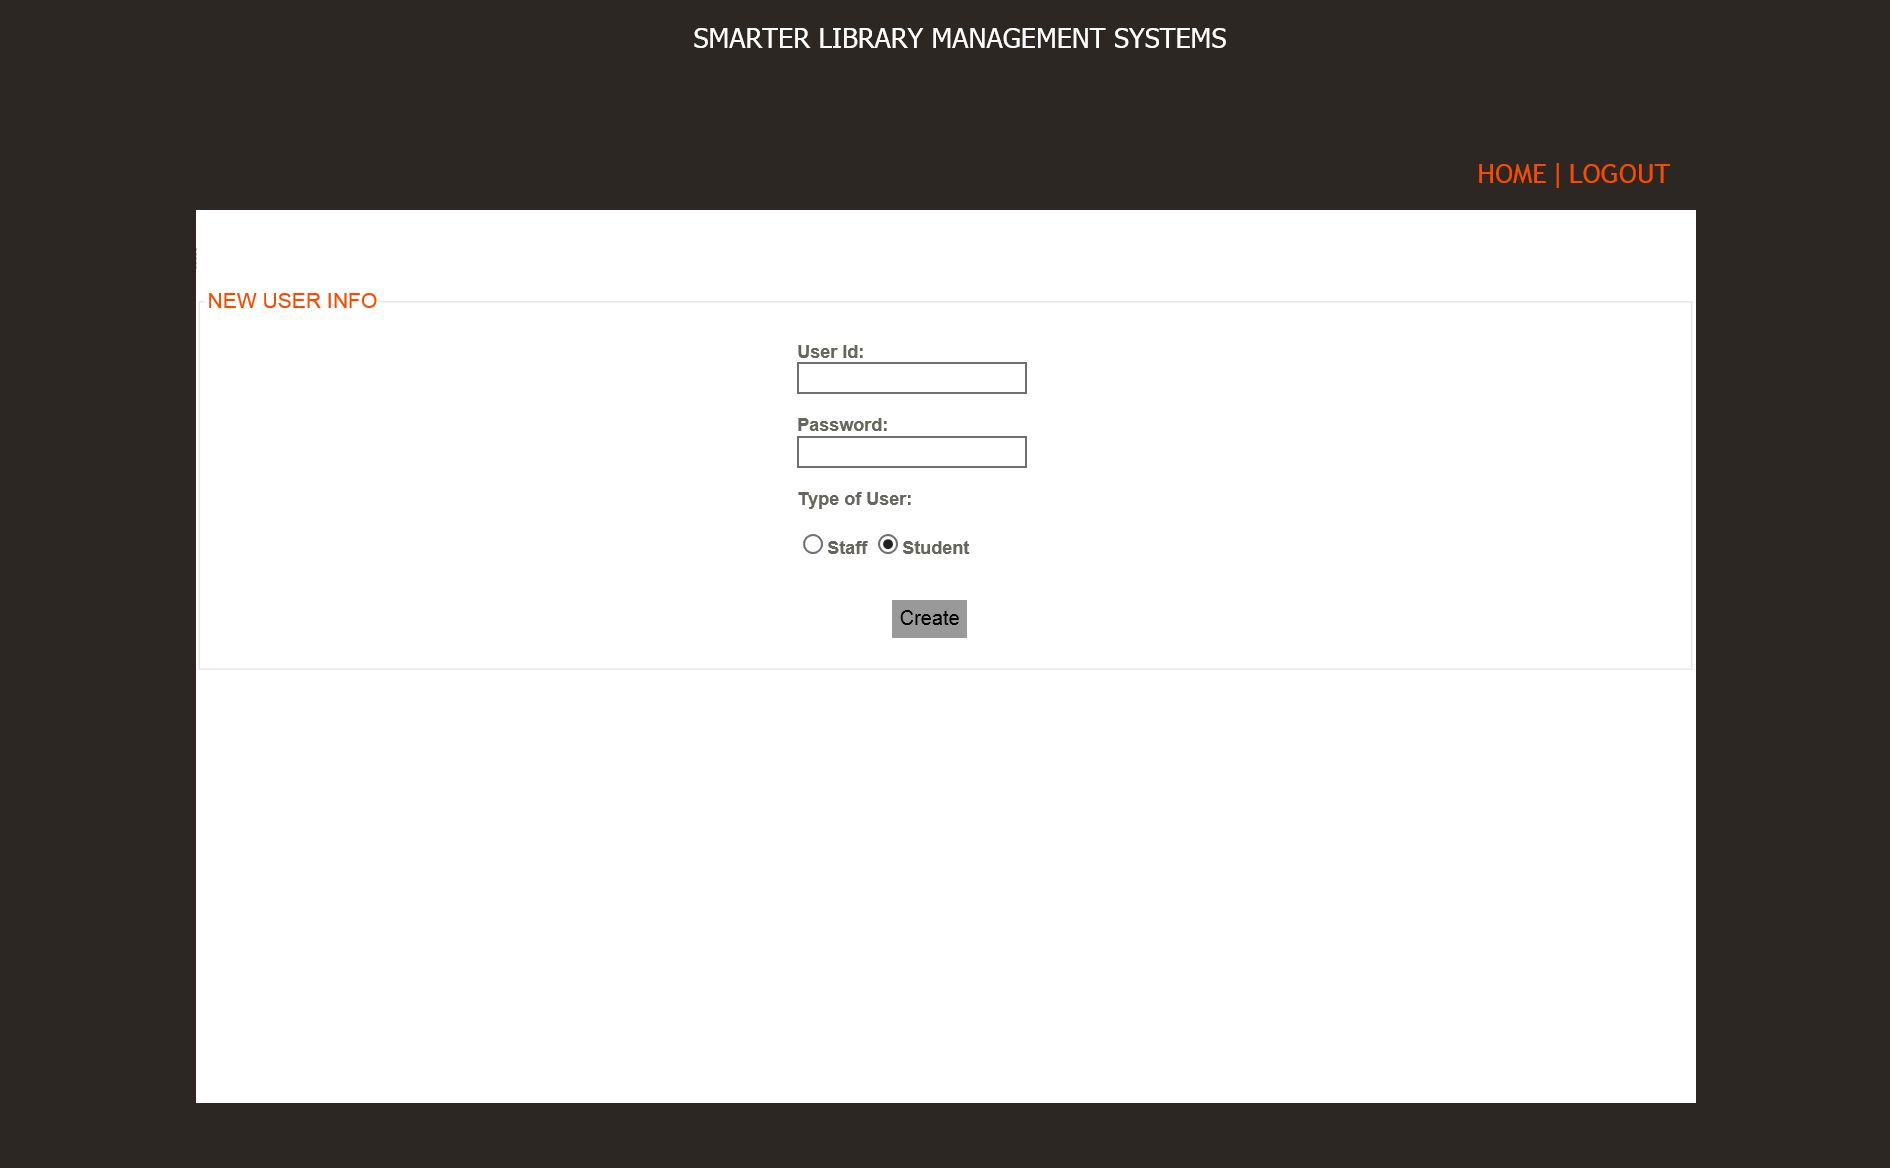 SMARTER LIBRARY MANAGEMENT SYSTEMS
HOME | LOGOUT
NEW USER INFO
User Id:
Password:
Type of User:
Staff Student
Create